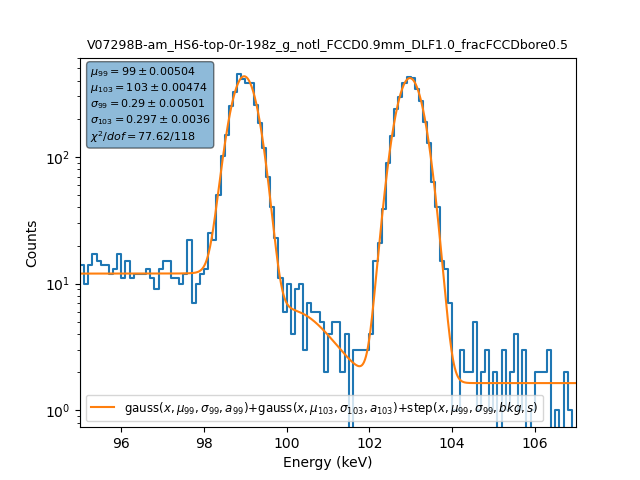 V07298B-am_HS6-top-0r-198z_g_notl_FCCD0.9mm_DLF1.0_fracFCCDbore0.5
μ₉₉ = 99 ± 0.00504
μ₁₀₃ = 103 ± 0.00474
σ₉₉ = 0.29 ± 0.00501
σ₁₀₃ = 0.297 ± 0.0036
χ²/dof = 77.62/118
Counts
10²
10¹
10⁰
gauss(x, μ₉₉, σ₉₉, a₉₉)+gauss(x, μ₁₀₃, σ₁₀₃, a₁₀₃)+step(x, μ₉₉, σ₉₉, bkg, s)
96 98 100 102 104 106
Energy (keV)